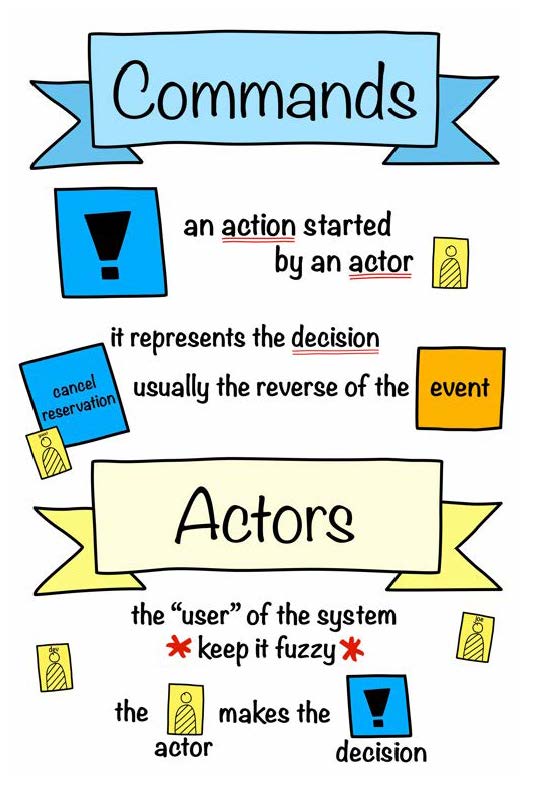 Commands
!
an action started
by an actor
it represents the decision
cancel
reservation
usually the reverse of the event
Actors
the “user” of the system
* keep it fuzzy *
dev
joe
the makes the !
actor decision